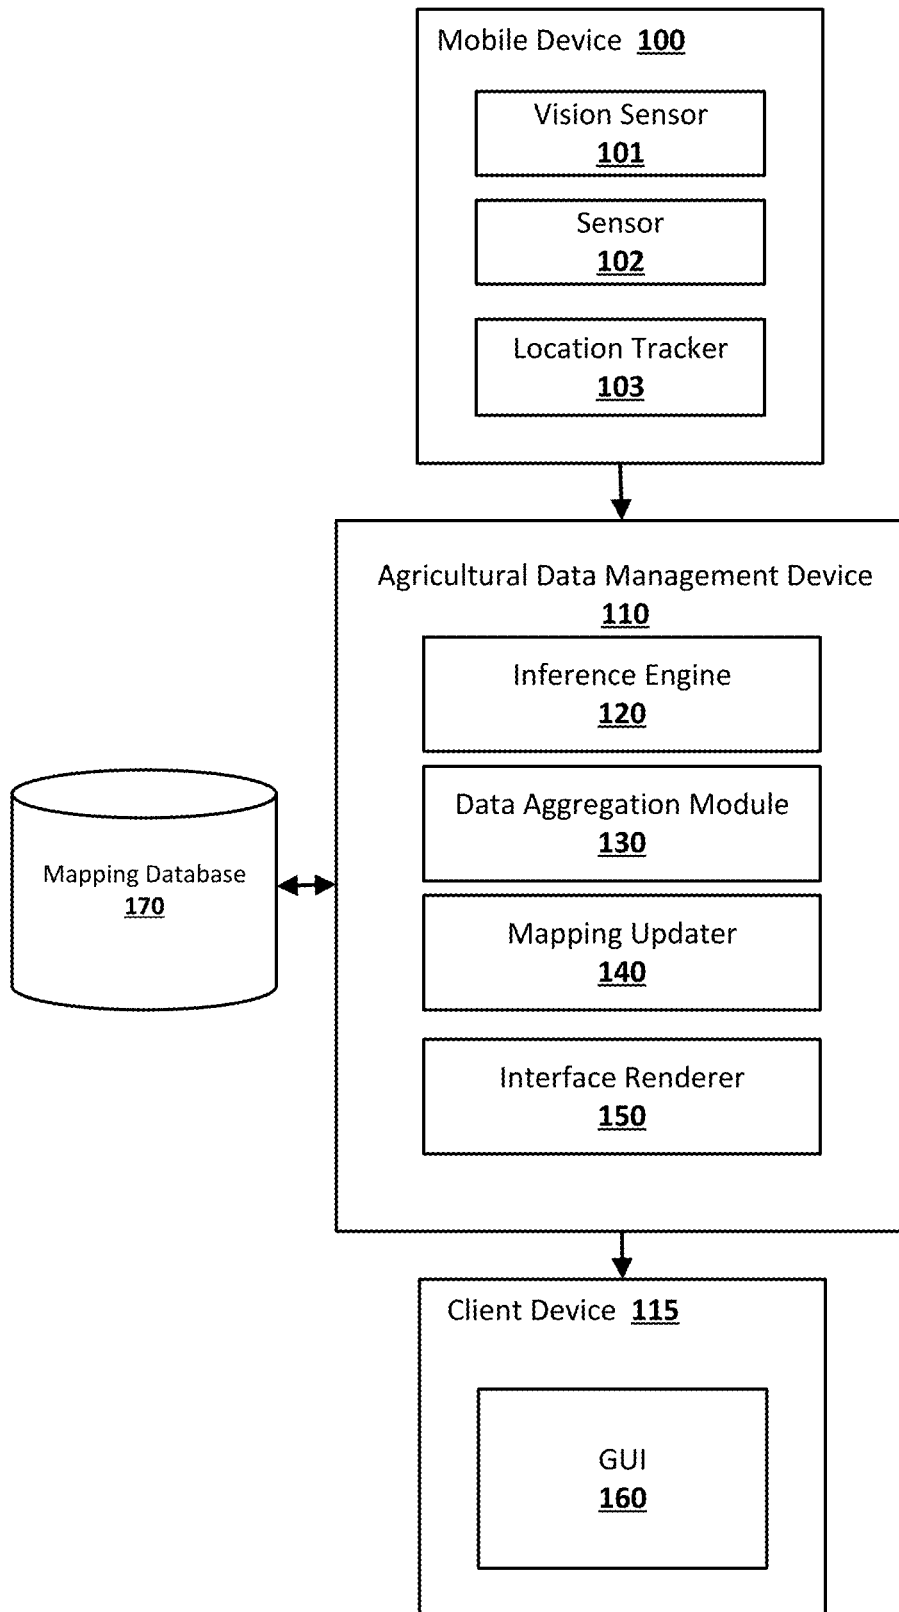 Mobile Device 100
Vision Sensor
101
Sensor
102
Location Tracker
103
Agricultural Data Management Device
110
Inference Engine
120
Data Aggregation Module
130
Mapping Updater
140
Interface Renderer
150
Mapping Database
170
Client Device 115
GUI
160